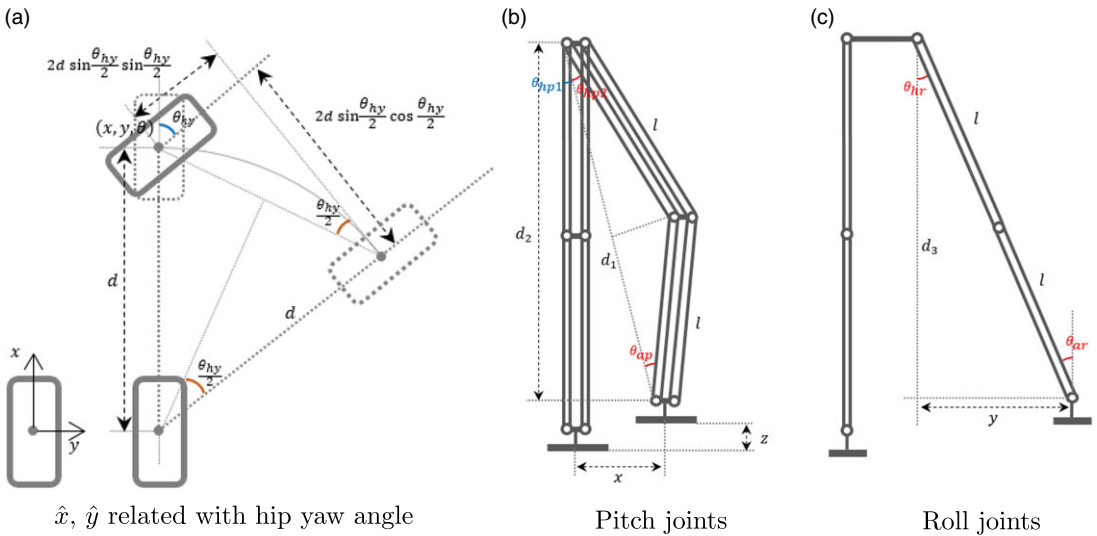 (a)
(b)
(c)
2d sin θhy/2 sin θhy/2
2d sin θhy/2 cos θhy/2
(x, y, θ)
θhy
θhy/2
d
d
θhy/2
x
y
θhp1
θhp2
l
d2
d1
l
θap
z
x
θhr
l
d3
l
θar
y
x̂, ŷ related with hip yaw angle
Pitch joints
Roll joints